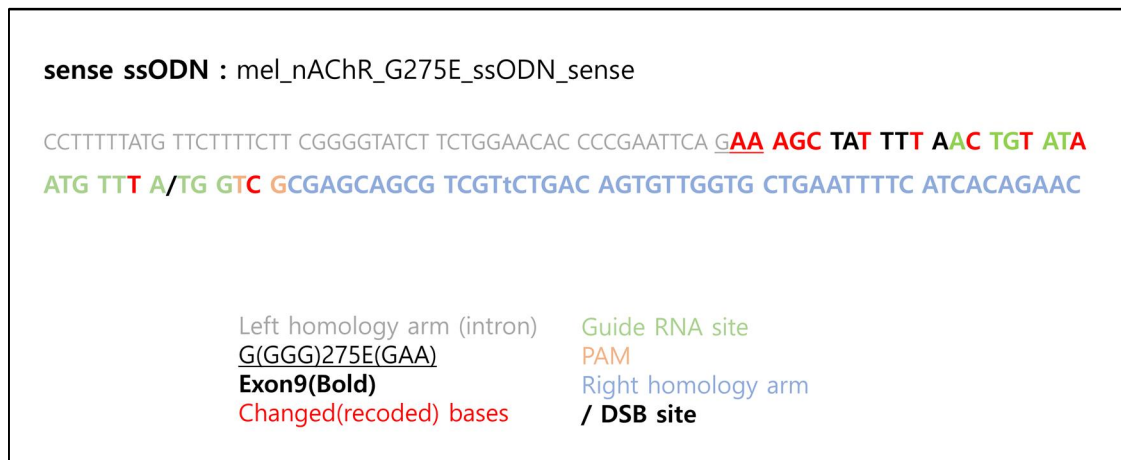 sense ssODN : mel_nAChR_G275E_ssODN_sense
CCTTTTTATG TTCTTTTCTT CGGGGTATCT TCTGGAACAC CCCGAATTCA GAA AGC TAT TTT AAC TGT ATA
ATG TTT A/TG GTC GCGAGCAGCG TCGTtCTGAC AGTGTTGGTG CTGAATTTTC ATCACAGAAC
Left homology arm (intron)
G(GGG)275E(GAA)
Exon9(Bold)
Changed(recoded) bases
Guide RNA site
PAM
Right homology arm
/ DSB site